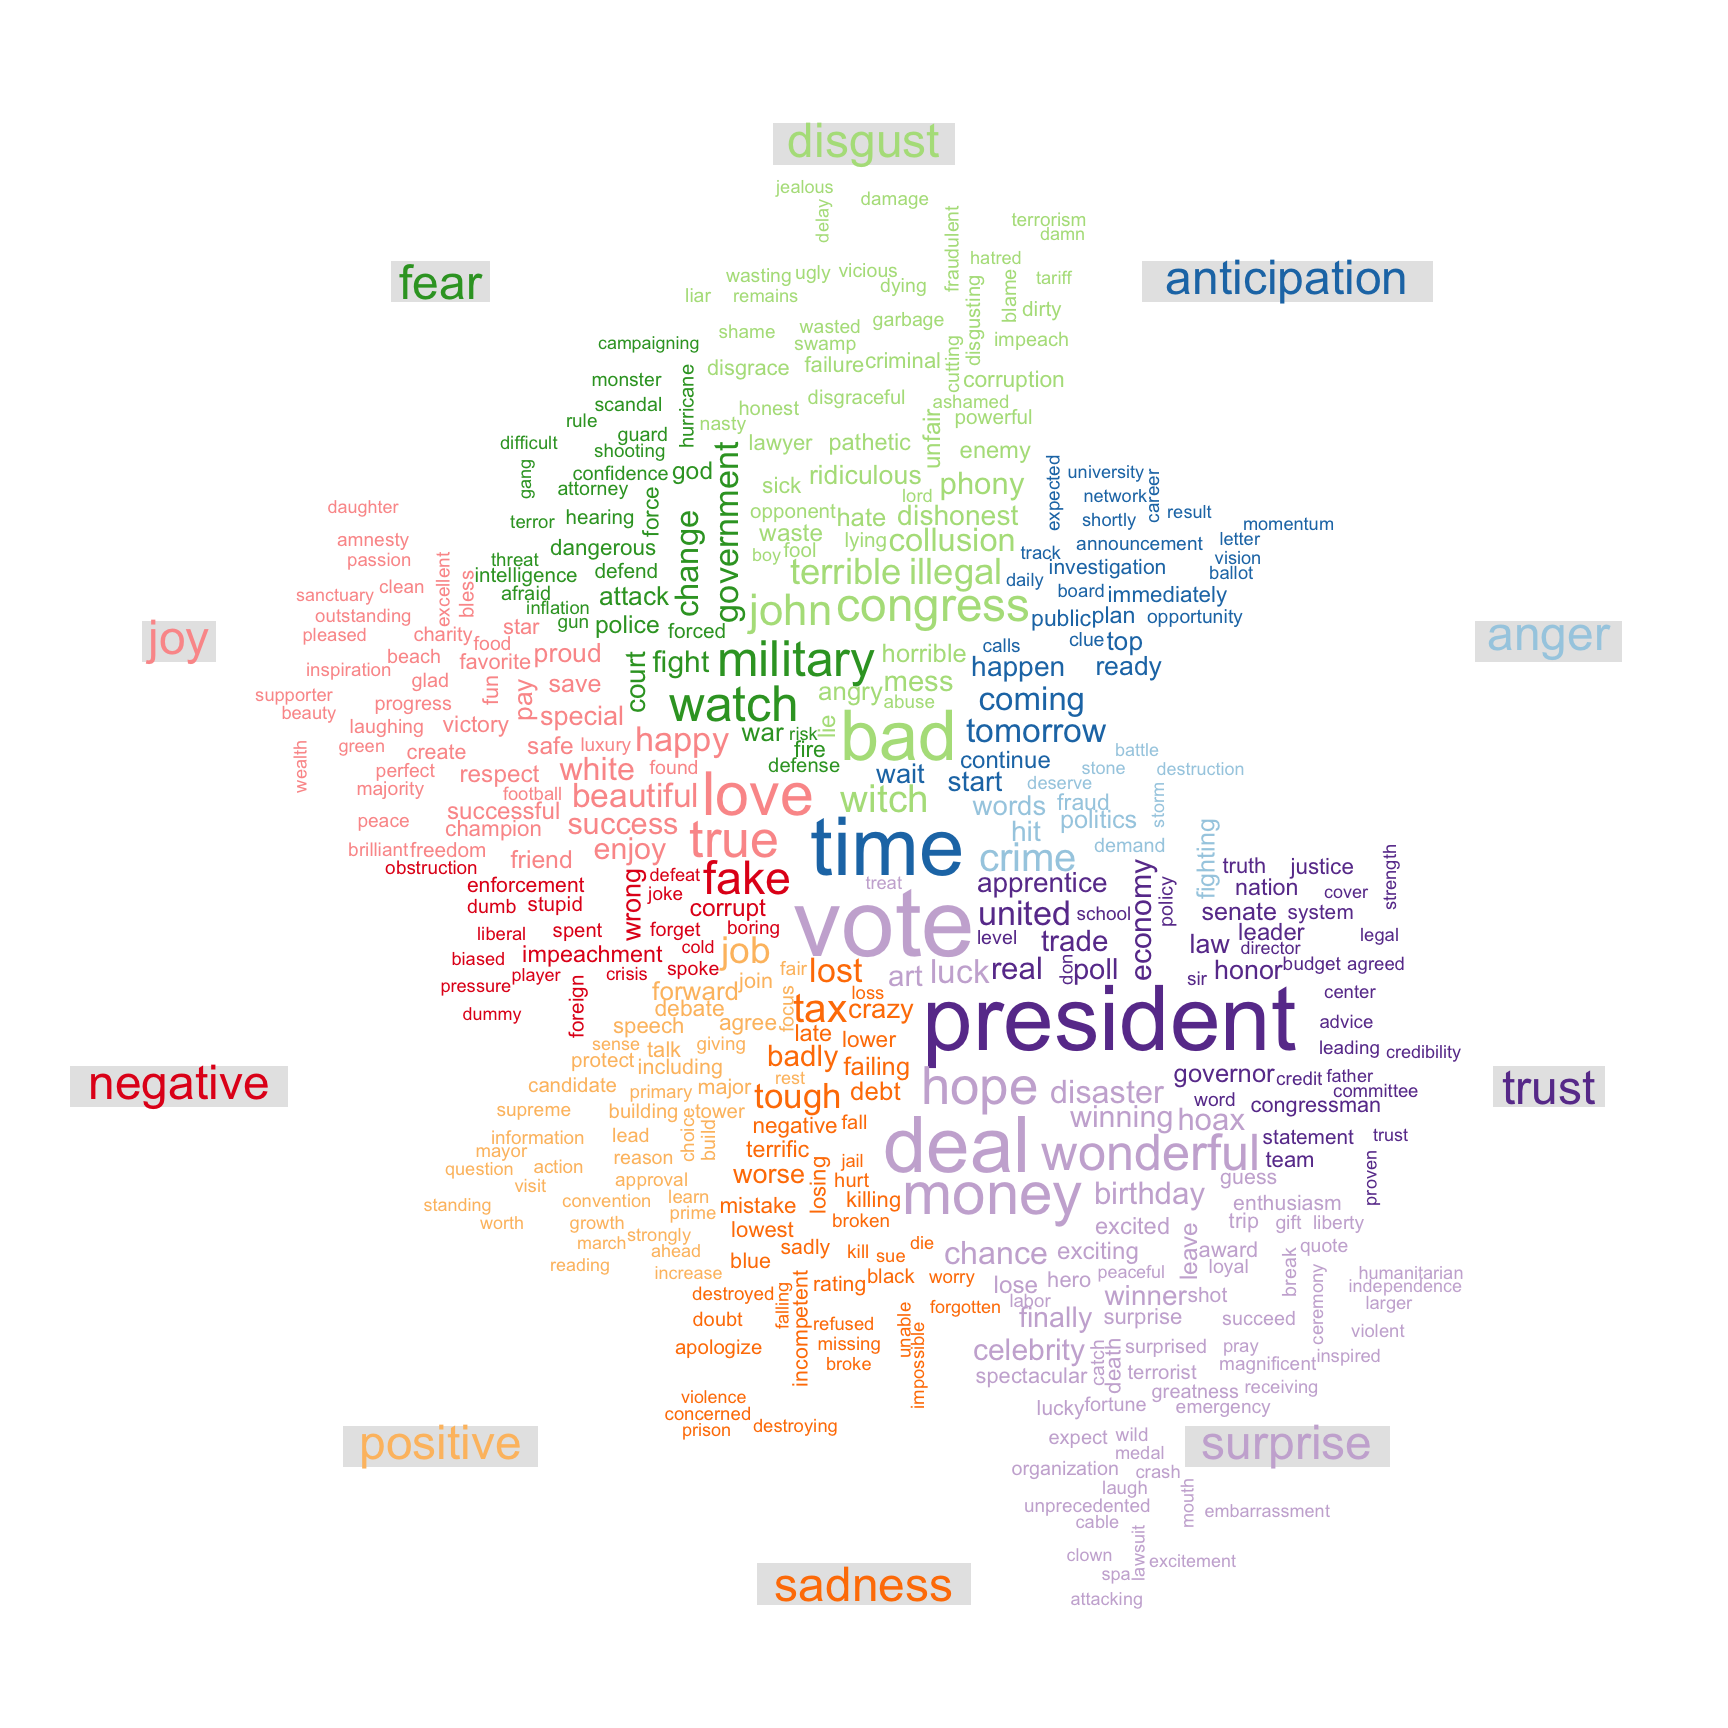 disgust
jealous
damage
delay
fraudulent
terrorism
damn
fear
anticipation
wasting ugly vicious
dying
hatred
tariff
liar
remains
disgusting
blame
dirty
shame
wasted
garbage
swamp
impeach
campaigning
disgrace
failure
criminal
cutting
corruption
monster
hurricane
disgraceful
ashamed
scandal
honest
powerful
rule
guard
nasty
lawyer
pathetic
unfair
enemy
difficult
shooting
gang
confidence
god
government
sick
ridiculous
phony
expected
university
career
attorney
lord
network
daughter
terror
hearing
force
change
opponent
hate
dishonest
shortly
result
momentum
amnesty
dangerous
waste
lying
collusion
announcement
letter
passion
threat
boy
fool
track
investigation
vision
excellent
bless
intelligence
defend
terrible
illegal
daily
board
immediately
ballot
sanctuary
clean
afraid
attack
john
congress
outstanding
inflation
gun
police
forced
public
plan
opportunity
joy
pleased
charity
star
food
calls
clue
top
anger
beach
favorite
proud
court
fight
military
horrible
happen
ready
inspiration
glad
fun
pay
save
watch
angry
mess
coming
supporter
progress
abuse
beauty
special
laughing
victory
lie
bad
tomorrow
green
create
safe
luxury
happy
war
risk
fire
battle
wealth
perfect
respect
white
found
defense
wait
continue
stone
destruction
majority
football
beautiful
love
start
deserve
storm
successful
witch
words
fraud
peace
champion
success
true
time
hit
politics
brilliant
freedom
friend
enjoy
crime
demand
fighting
obstruction
defeat
fake
treat
apprentice
economy
policy
truth
justice
strength
enforcement
wrong
joke
nation
cover
dumb
stupid
corrupt
vote
united
school
senate
system
liberal
spent
forget
boring
level
trade
leader
legal
biased
impeachment
cold
job
law
director
player
crisis
spoke
fair
lost
art
luck
real
don
poll
sir
honor
budget
agreed
pressure
foreign
forward
join
focus
loss
president
center
dummy
debate
tax
crazy
speech
agree
late
lower
advice
sense
talk
giving
leading
credibility
protect
including
badly
failing
negative
candidate
primary
major
rest
tough
debt
hope
disaster
governor
credit
father
committee
trust
supreme
building
tower
word
congressman
information
lead
choice
build
negative
fall
winning
hoax
mayor
reason
terrific
deal
wonderful
statement
trust
question
action
jail
team
visit
approval
worse
losing
hurt
guess
proven
standing
convention
learn
mistake
killing
money
birthday
enthusiasm
prime
worth
growth
lowest
broken
excited
trip
gift
liberty
march
strongly
sadly
die
leave
award
quote
ahead
blue
kill
sue
chance
exciting
loyal
break
reading
increase
rating
black
worry
lose
hero
peaceful
humanitarian
independence
destroyed
falling
incompetent
forgotten
labor
winner
shot
ceremony
larger
doubt
refused
unable
finally
surprise
succeed
violent
apologize
missing
impossible
celebrity
catch
death
surprised
pray
inspired
broke
spectacular
terrorist
magnificent
violence
greatness
receiving
concerned
lucky
fortune
emergency
prison
destroying
positive
expect
wild
surprise
medal
organization
crash
laugh
unprecedented
mouth
embarrassment
cable
clown
lawsuit
excitement
sadness
spa
attacking